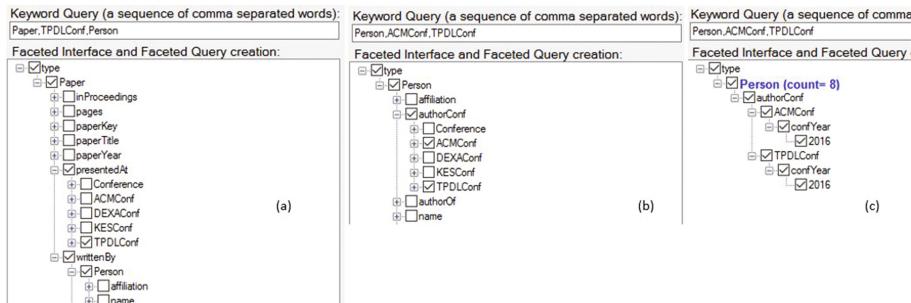 Keyword Query (a sequence of comma separated words):
Paper,TPDLConf,Person
Faceted Interface and Faceted Query creation:
type
Paper
inProceedings
pages
paperKey
paperTitle
paperYear
presentedAt
Conference
ACMConf
DEXAConf
KESConf
TPDLConf
writtenBy
Person
affiliation
name
(a)
Keyword Query (a sequence of comma separated words):
Person,ACMConf,TPDLConf
Faceted Interface and Faceted Query creation:
type
Person
affiliation
authorConf
Conference
ACMConf
DEXAConf
KESConf
TPDLConf
authorOf
name
(b)
Keyword Query (a sequence of comma
Person,ACMConf,TPDLConf
Faceted Interface and Faceted Query
type
Person (count= 8)
authorConf
ACMConf
confYear
2016
TPDLConf
confYear
2016
(c)